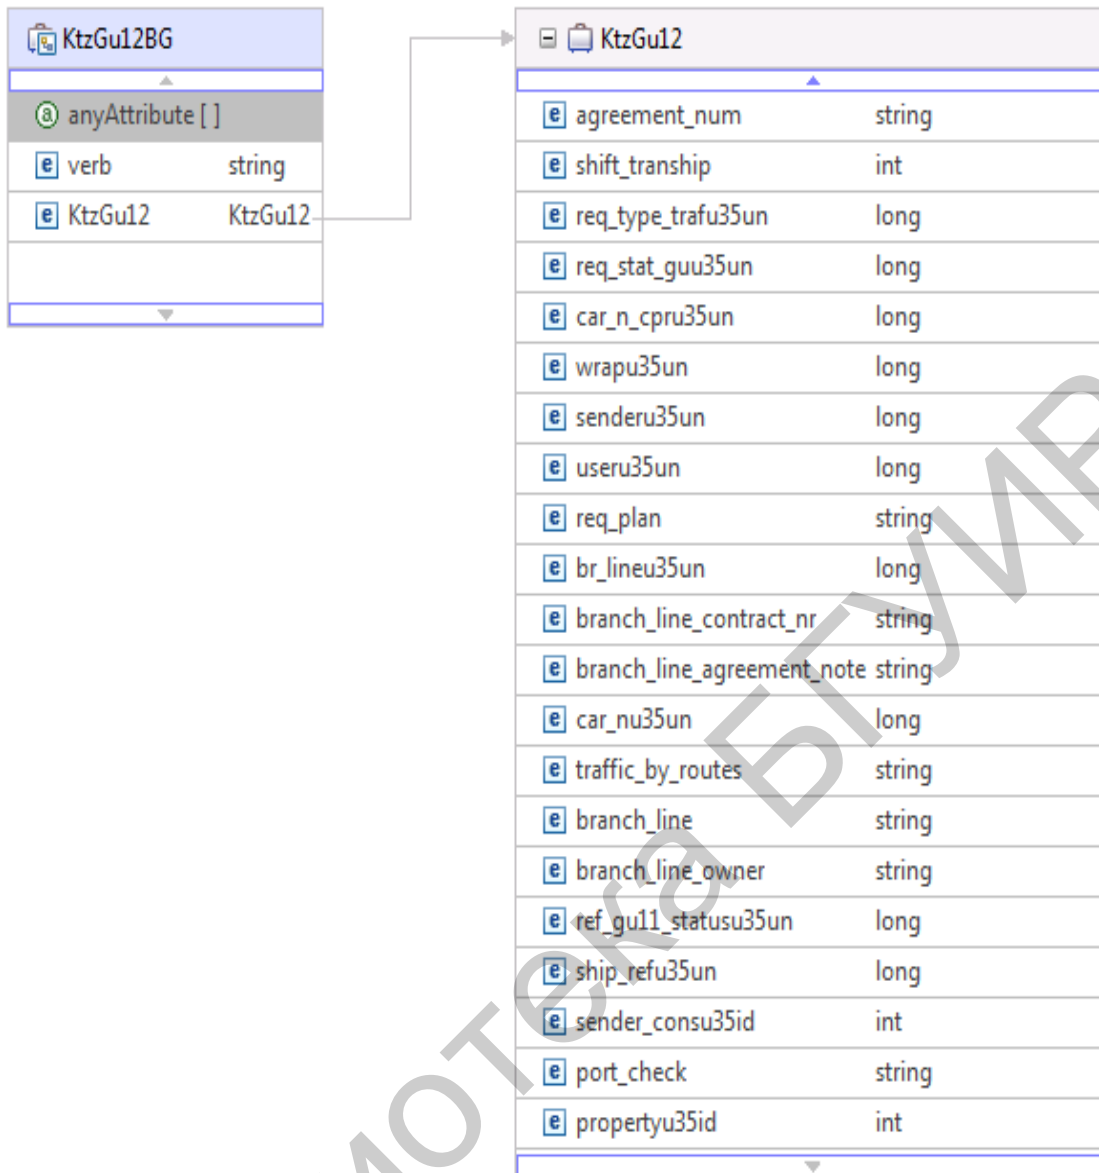 KtzGu12BG
anyAttribute [ ]
verb string
KtzGu12 KtzGu12
KtzGu12
agreement_num string
shift_tranship int
req_type_trafu35un long
req_stat_guu35un long
car_n_cpru35un long
wrapu35un long
senderu35un long
useru35un long
req_plan string
br_lineu35un long
branch_line_contract_nr string
branch_line_agreement_note string
car_nu35un long
traffic_by_routes string
branch_line string
branch_line_owner string
ref_gu11_statusu35un long
ship_refu35un long
sender_consu35id int
port_check string
propertyu35id int
БГУИР